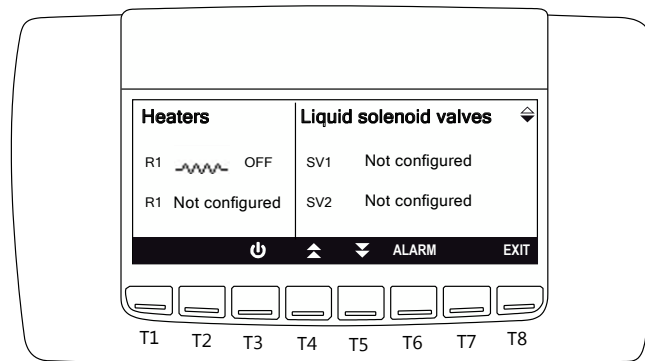 Heaters
R1 OFF
R1 Not configured
Liquid solenoid valves
SV1 Not configured
SV2 Not configured
ALARM EXIT
T1 T2 T3 T4 T5 T6 T7 T8